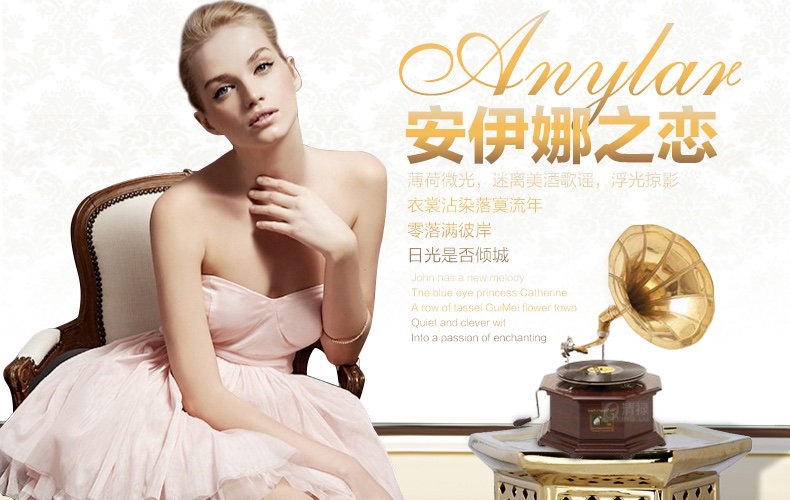 Anylar
安伊娜之恋
薄荷微光，迷离美酒歌谣，浮光掠影
衣裳沾染落寞流年
零落满彼岸
日光是否倾城
John has a new melody
The blue eye princess Catherine
A row of tassel GuiMei flower town
Quiet and clever wit
Into a passion of enchanting